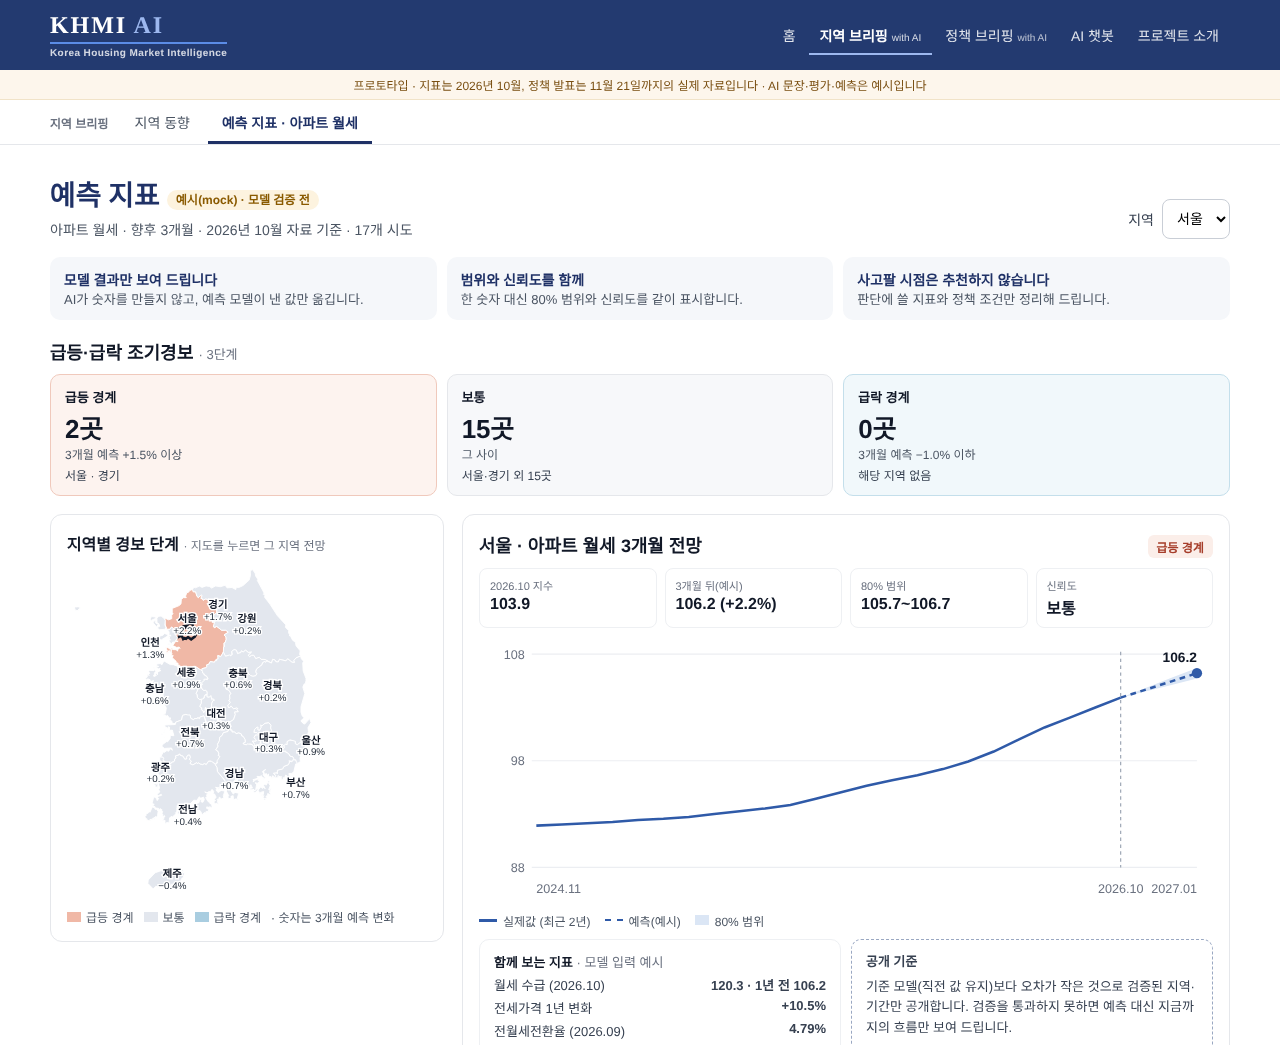 KHMI AI
Korea Housing Market Intelligence
홈
지역 브리핑 with AI
정책 브리핑 with AI
AI 챗봇
프로젝트 소개
프로토타입 · 지표는 2026년 10월, 정책 발표는 11월 21일까지의 실제 자료입니다 · AI 문장·평가·예측은 예시입니다
지역 브리핑
지역 동향
예측 지표 · 아파트 월세
예측 지표
예시(mock) · 모델 검증 전
아파트 월세 · 향후 3개월 · 2026년 10월 자료 기준 · 17개 시도
지역
서울
모델 결과만 보여 드립니다
AI가 숫자를 만들지 않고, 예측 모델이 낸 값만 옮깁니다.
범위와 신뢰도를 함께
한 숫자 대신 80% 범위와 신뢰도를 같이 표시합니다.
사고팔 시점은 추천하지 않습니다
판단에 쓸 지표와 정책 조건만 정리해 드립니다.
급등·급락 조기경보 · 3단계
급등 경계
2곳
3개월 예측 +1.5% 이상
서울 · 경기
보통
15곳
그 사이
서울·경기 외 15곳
급락 경계
0곳
3개월 예측 −1.0% 이하
해당 지역 없음
지역별 경보 단계 · 지도를 누르면 그 지역 전망
경기
+1.7%
서울
+2.2%
강원
+0.2%
인천
+1.3%
세종
+0.9%
충북
+0.6%
충남
+0.6%
경북
+0.2%
대전
+0.3%
전북
+0.7%
대구
+0.3%
울산
+0.9%
광주
+0.2%
경남
+0.7%
부산
+0.7%
전남
+0.4%
제주
−0.4%
급등 경계
보통
급락 경계
· 숫자는 3개월 예측 변화
서울 · 아파트 월세 3개월 전망
급등 경계
2026.10 지수
103.9
3개월 뒤(예시)
106.2 (+2.2%)
80% 범위
105.7~106.7
신뢰도
보통
108
98
88
106.2
2024.11
2026.10
2027.01
실제값 (최근 2년)
예측(예시)
80% 범위
함께 보는 지표 · 모델 입력 예시
월세 수급 (2026.10)
120.3 · 1년 전 106.2
전세가격 1년 변화
+10.5%
전월세전환율 (2026.09)
4.79%
공개 기준
기준 모델(직전 값 유지)보다 오차가 작은 것으로 검증된 지역·
기간만 공개합니다. 검증을 통과하지 못하면 예측 대신 지금까
지의 흐름만 보여 드립니다.